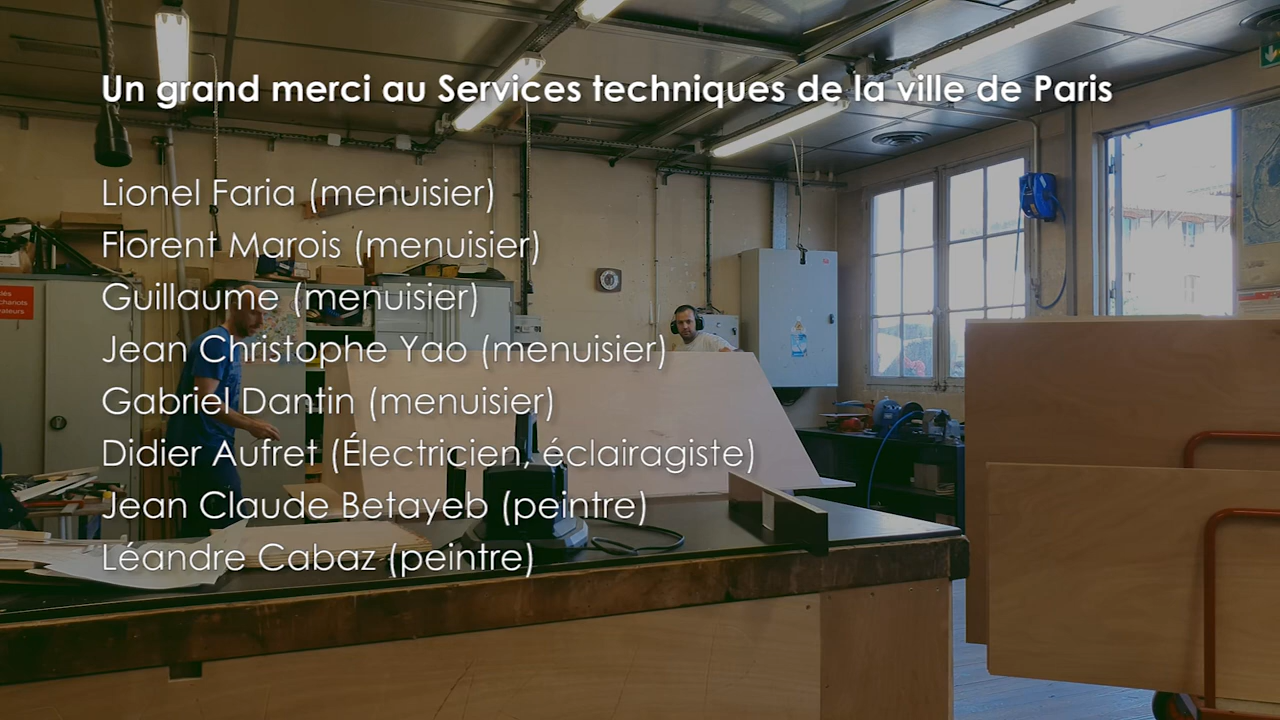 Un grand merci au Services techniques de la ville de Paris
Lionel Faria (menuisier)
Florent Marois (menuisier)
Guillaume (menuisier)
Jean Christophe Yao (menuisier)
Gabriel Dantin (menuisier)
Didier Aufret (Électricien, éclairagiste)
Jean Claude Betayeb (peintre)
Léandre Cabaz (peintre)